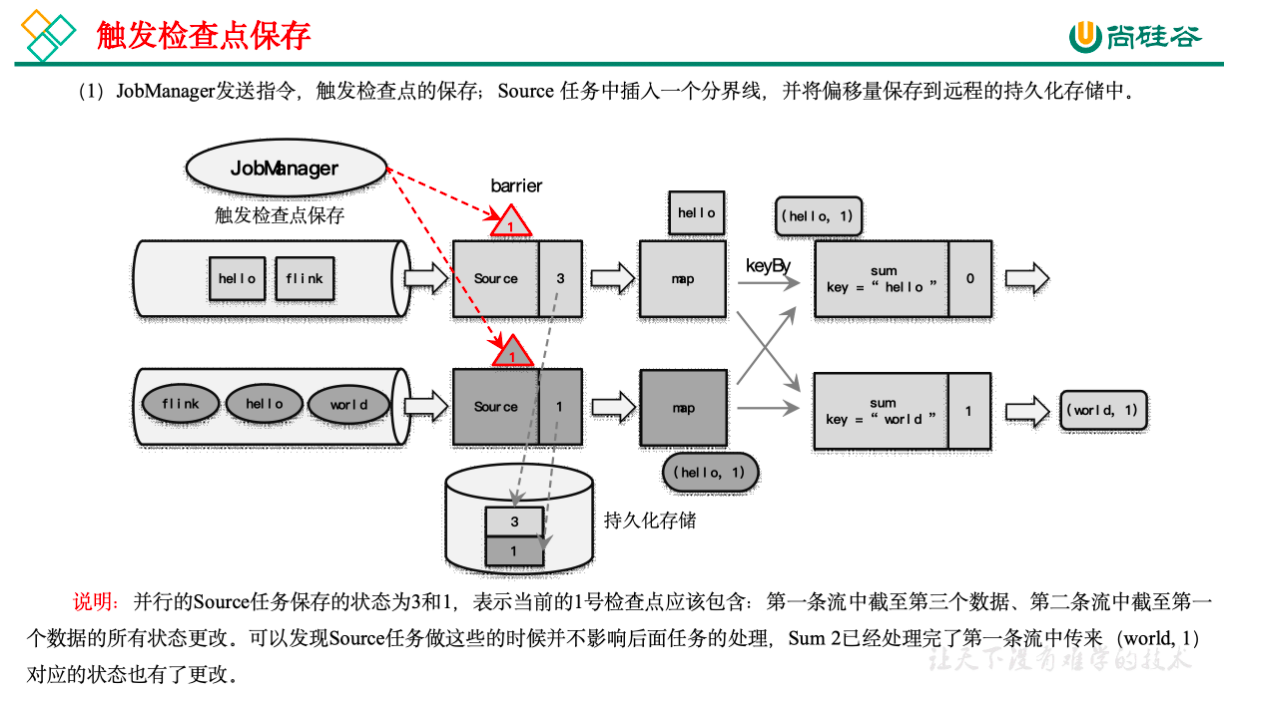 触发检查点保存
尚硅谷
(1)JobManager发送指令,触发检查点的保存;Source 任务中插入一个分界线,并将偏移量保存到远程的持久化存储中。
JobManager
触发检查点保存
barrier
1
hello
(hello, 1)
hello
flink
Source
3
map
keyBy
sum
key = “ hello ”
0
1
flink
hello
world
Source
1
map
sum
key = “ world ”
1
(world, 1)
(hello, 1)
3
1
持久化存储
说明:并行的Source任务保存的状态为3和1,表示当前的1号检查点应该包含:第一条流中截至第三个数据、第二条流中截至第一
个数据的所有状态更改。可以发现Source任务做这些的时候并不影响后面任务的处理,Sum 2已经处理完了第一条流中传来(world, 1)
对应的状态也有了更改。
让天下没有难学的技术